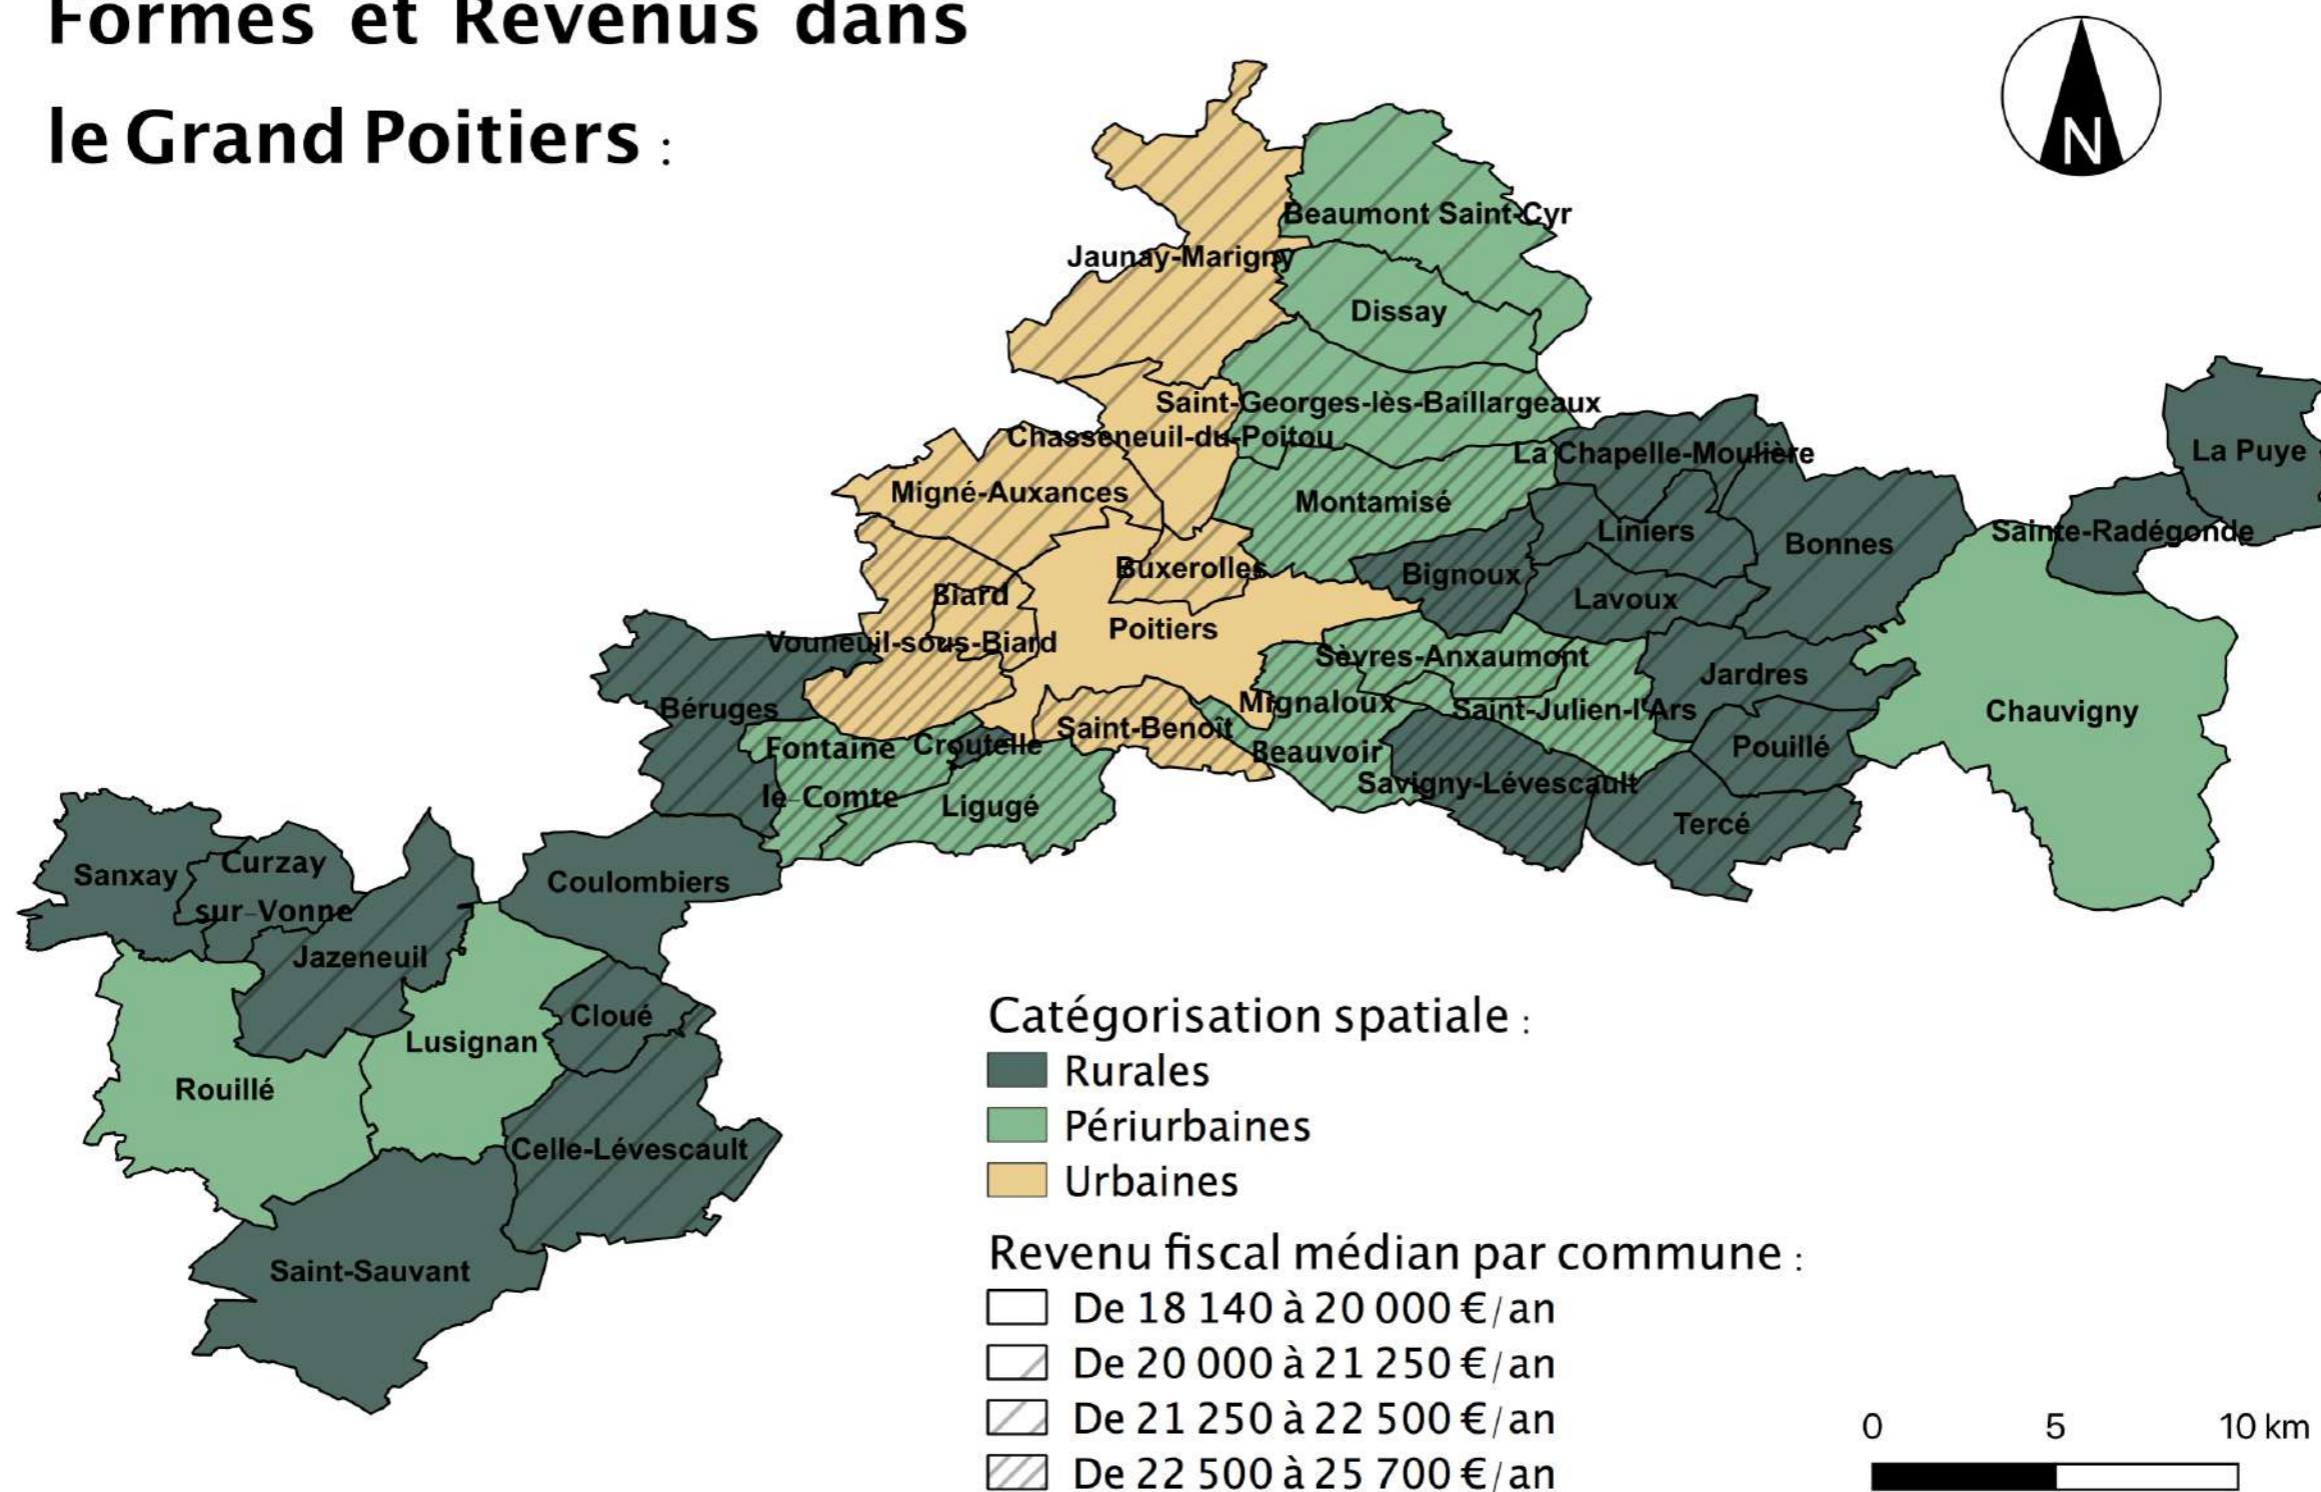 Formes et Revenus dans
le Grand Poitiers :
N
Beaumont Saint-Cyr
Jaunay-Marigny
Dissay
Saint-Georges-lès-Baillargeaux
Chasseneuil-du-Poitou
La Chapelle-Moulière
La Puye
Migné-Auxances
Montamisé
Liniers
Bonnes
Sainte-Radégonde
Buxerolles
Bignoux
Biard
Lavoux
Poitiers
Vouneuil-sous-Biard
Sèvres-Anxaumont
Jardres
Béruges
Mignaloux
Beauvoir
Saint-Julien-l'Ars
Chauvigny
Saint-Benoît
Fontaine
le-Comte
Croutelle
Pouillé
Savigny-Lévescault
Ligugé
Tercé
Sanxay
Curzay
sur-Vonne
Coulombiers
Jazeneuil
Cloué
Lusignan
Rouillé
Celle-Lévescault
Saint-Sauvant
Catégorisation spatiale :
Rurales
Périurbaines
Urbaines
Revenu fiscal médian par commune :
De 18 140 à 20 000 €/an
De 20 000 à 21 250 €/an
De 21 250 à 22 500 €/an
De 22 500 à 25 700 €/an
0 5 10 km